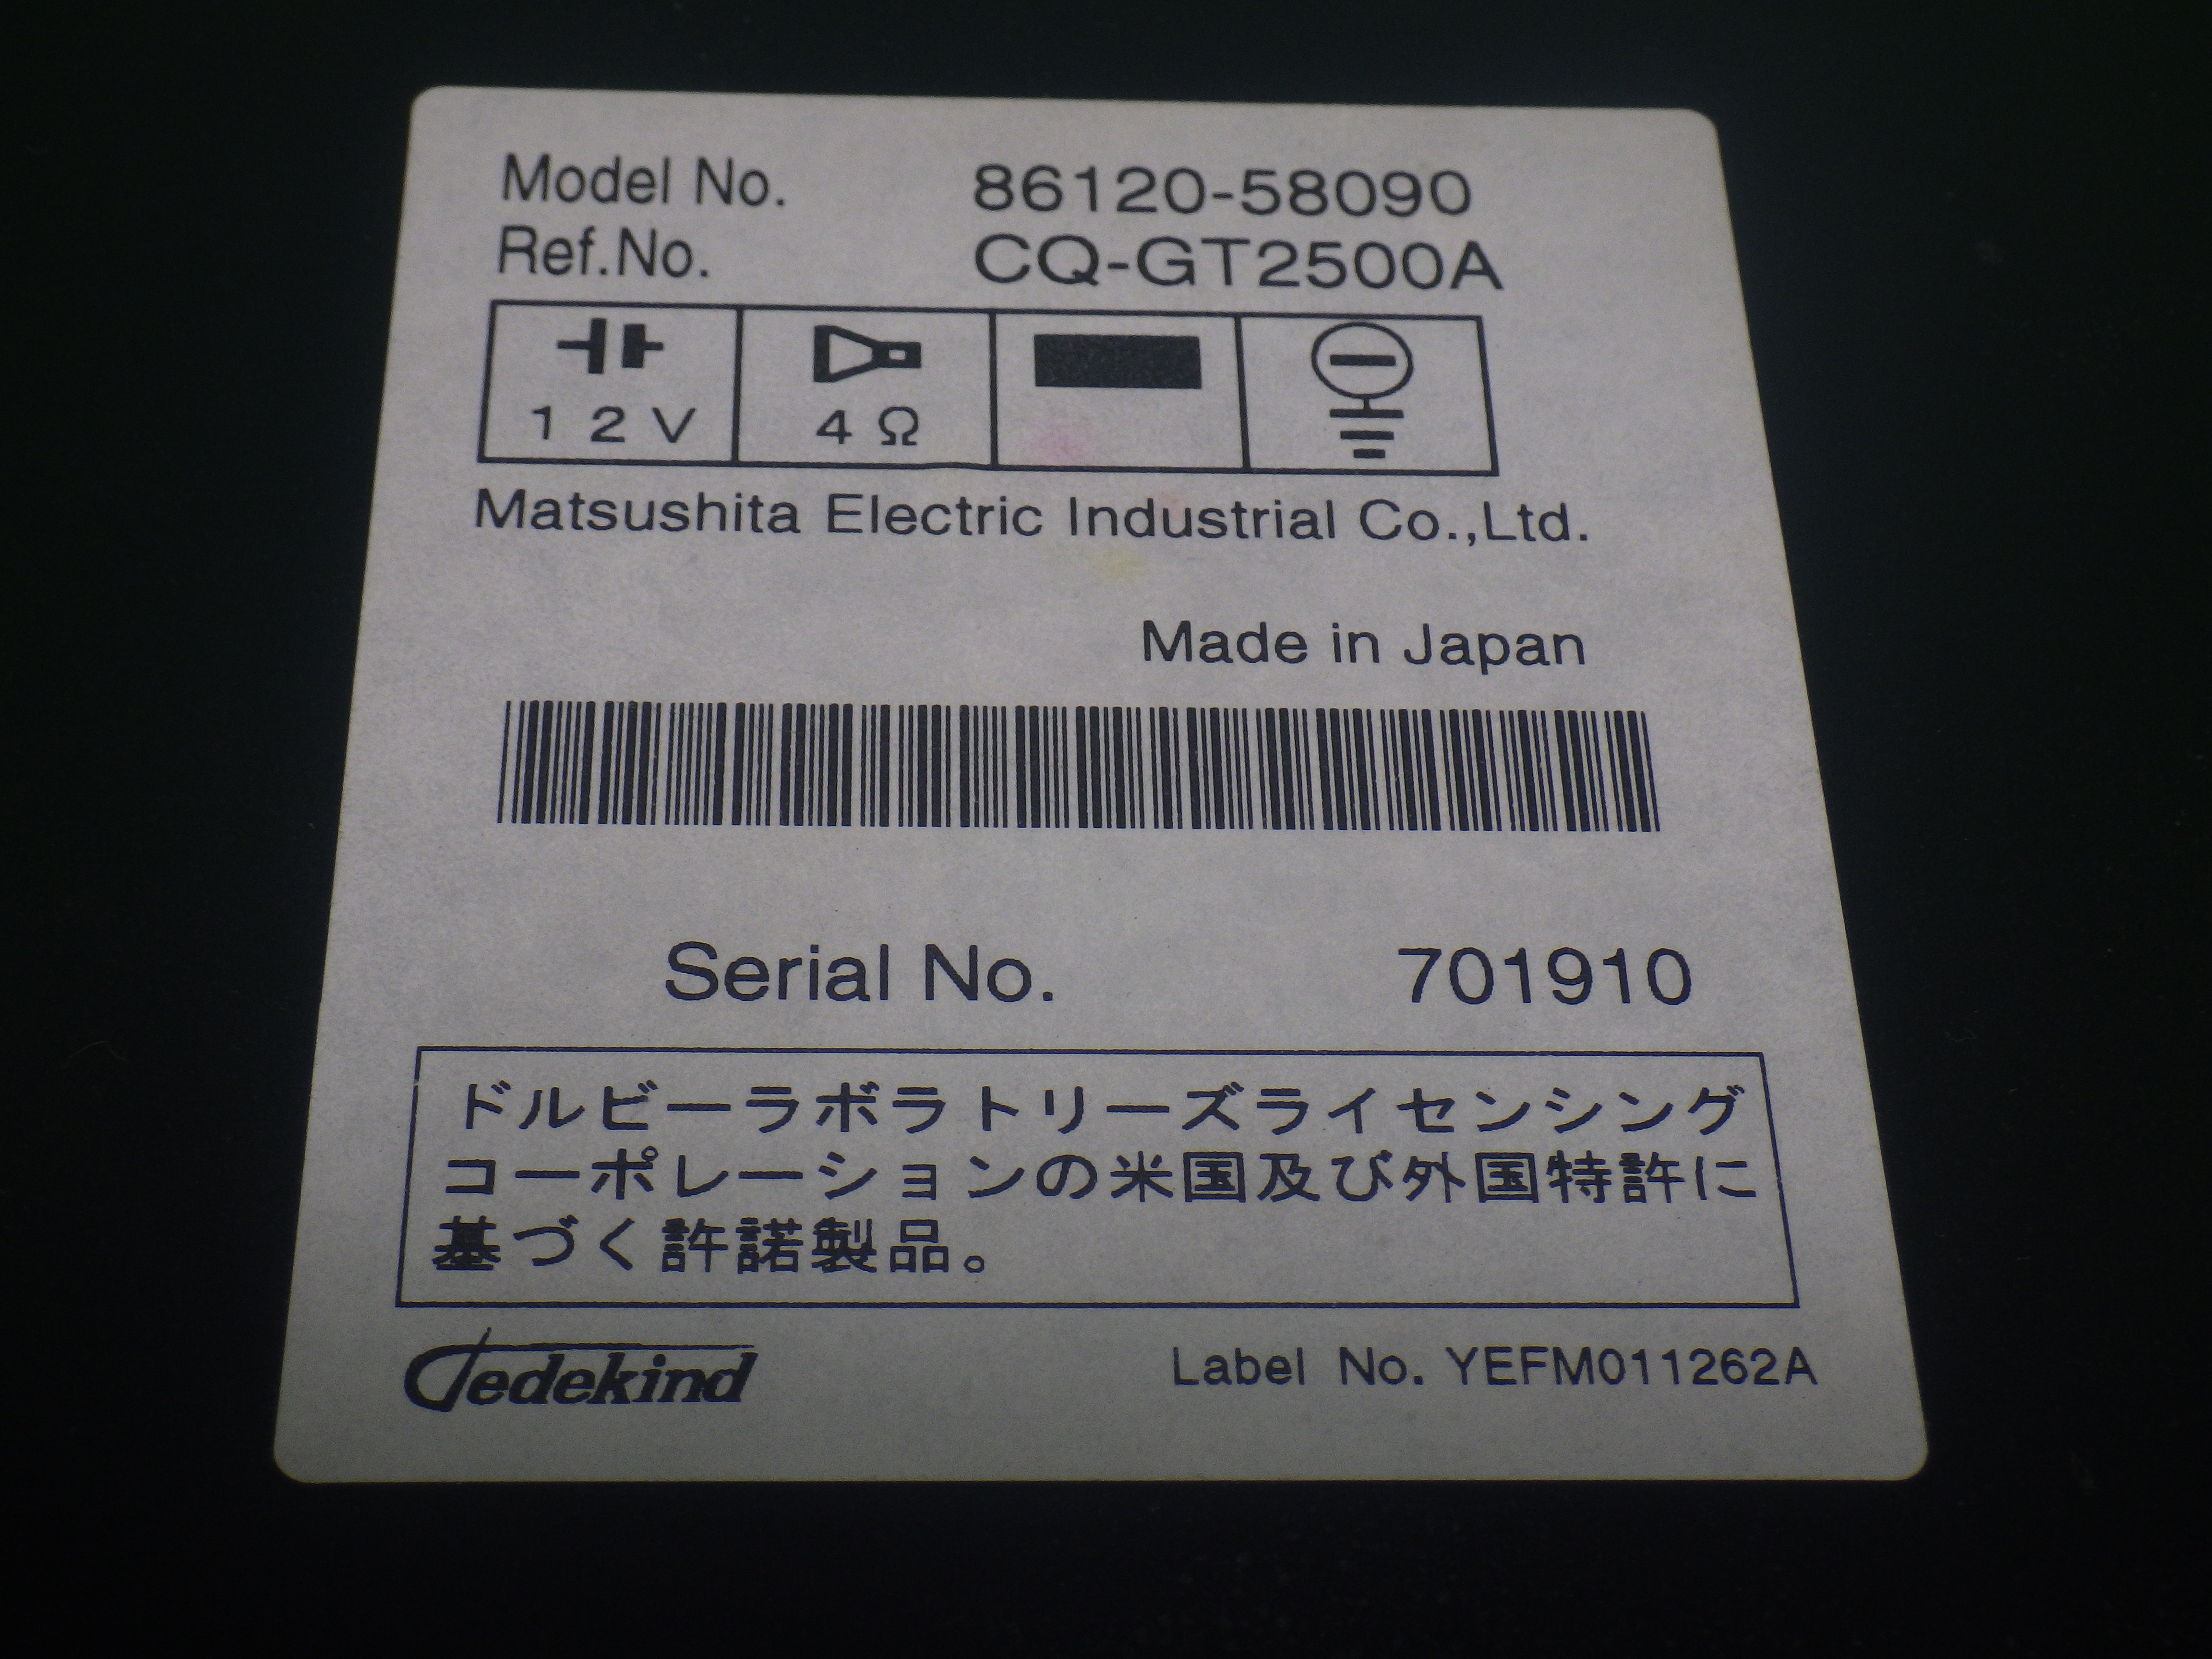 Model No. 86120-58090
Ref.No. CQ-GT2500A
12V 4Ω
Matsushita Electric Industrial Co.,Ltd.
Made in Japan
Serial No. 701910
ドルビーラボラトリーズライセンシング
コーポレーションの米国及び外国特許に
基づく許諾製品。
Dedekind Label No. YEFM011262A